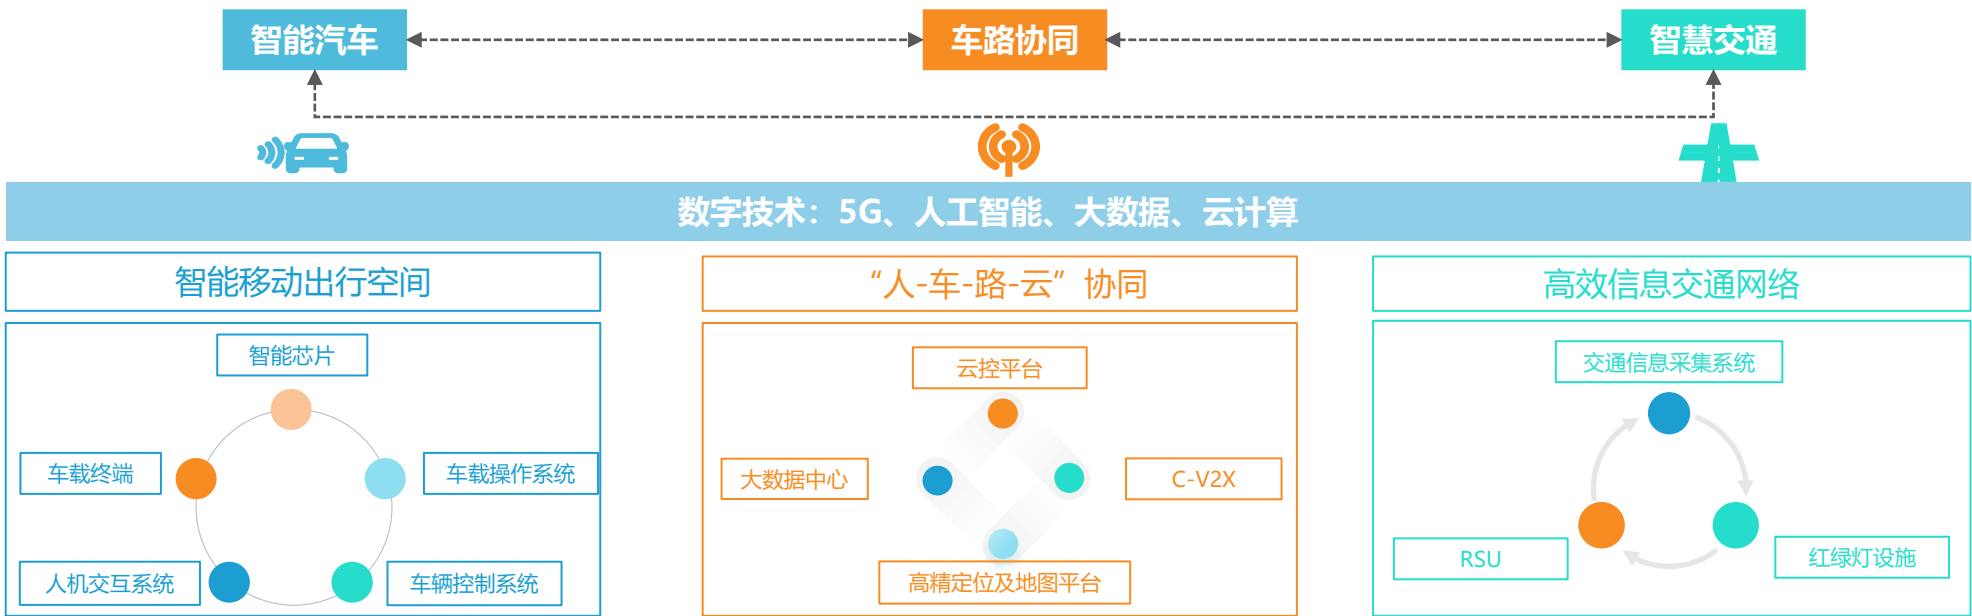 智能汽车
车路协同
智慧交通
数字技术：5G、人工智能、大数据、云计算
智能移动出行空间
“人-车-路-云”协同
高效信息交通网络
智能芯片
车载终端
车载操作系统
人机交互系统
车辆控制系统
云控平台
大数据中心
C-V2X
高精定位及地图平台
交通信息采集系统
RSU
红绿灯设施